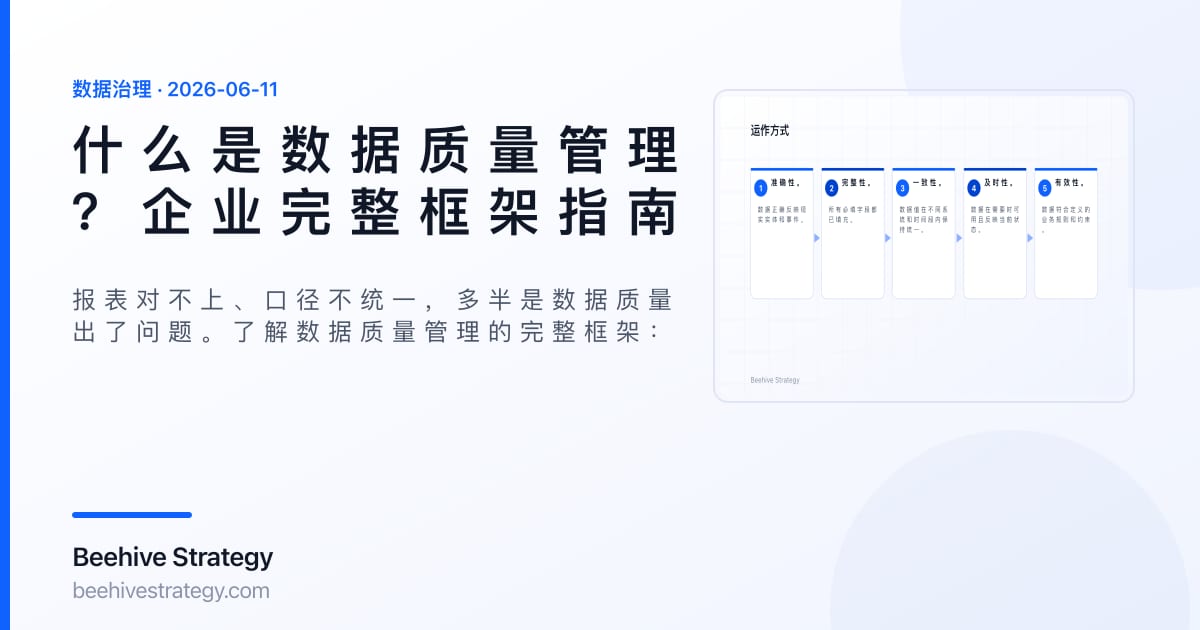 数据治理 · 2026-06-11
什么是数据质量管理
？企业完整框架指南
报表对不上、口径不统一，多半是数据质量
出了问题。了解数据质量管理的完整框架：
运作方式
1 准确性。
数据正确反映现
实实体和事件。
2 完整性。
所有必填字段都
已填充。
3 一致性。
数据值在不同系
统和时间段内保
持统一。
4 及时性。
数据在需要时可
用且反映当前状
态。
5 有效性。
数据符合定义的
业务规则和约束
。
Beehive Strategy
Beehive Strategy
beehivestrategy.com